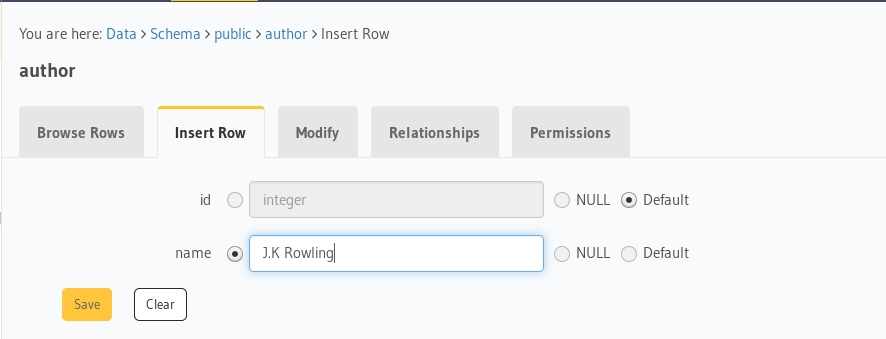 You are here: Data > Schema > public > author > Insert Row
author
Browse Rows Insert Row Modify Relationships Permissions
id integer NULL Default
name J.K Rowling NULL Default
Save Clear